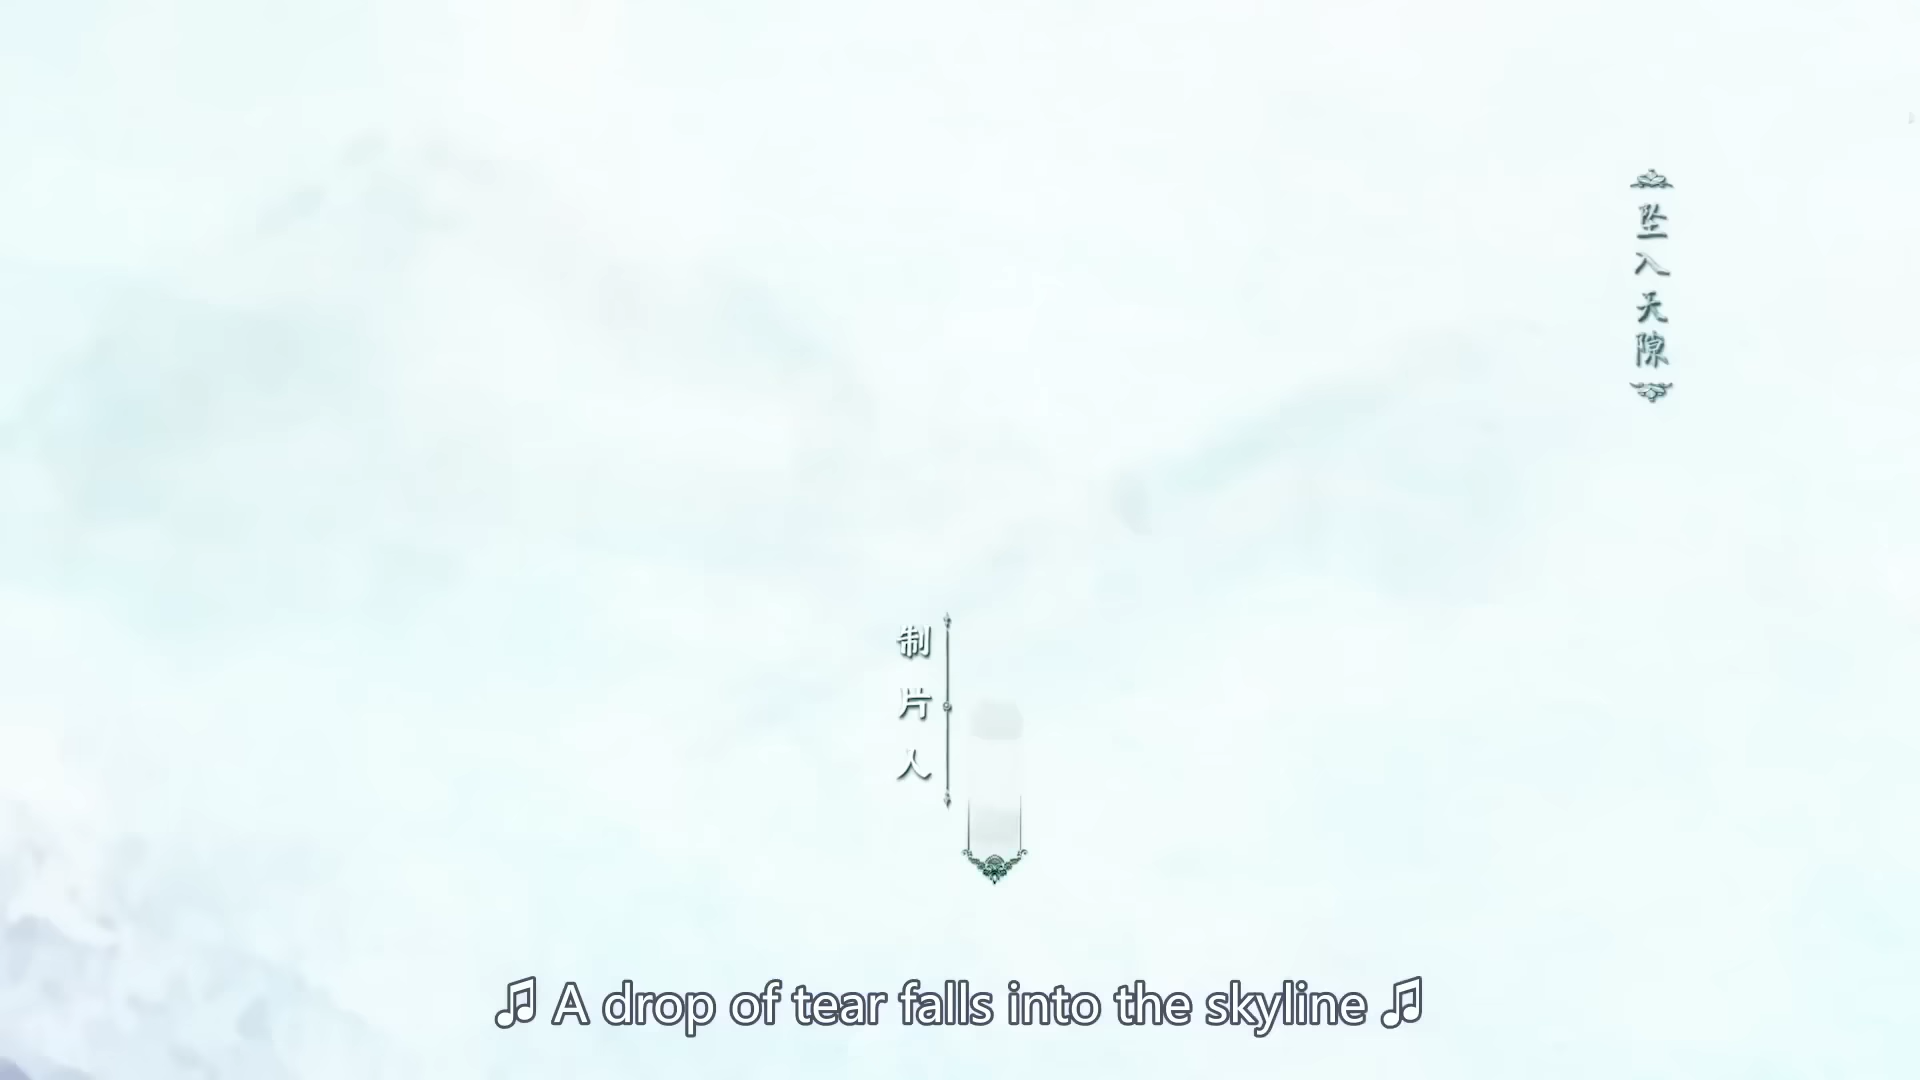 坠入天隙
制片人
♫ A drop of tear falls into the skyline ♫